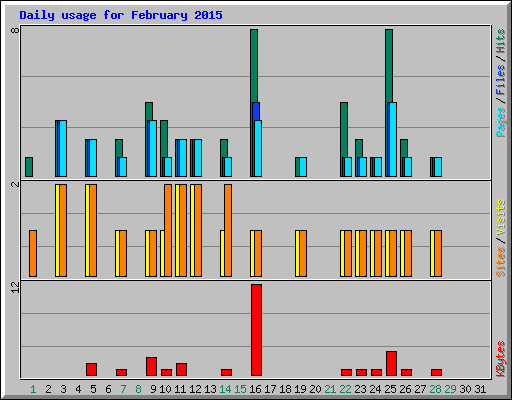 Daily usage for February 2015
8
Pages / Files / Hits
2
Sites / Visits
12
KBytes
1 2 3 4 5 6 7 8 9 10 11 12 13 14 15 16 17 18 19 20 21 22 23 24 25 26 27 28 29 30 31